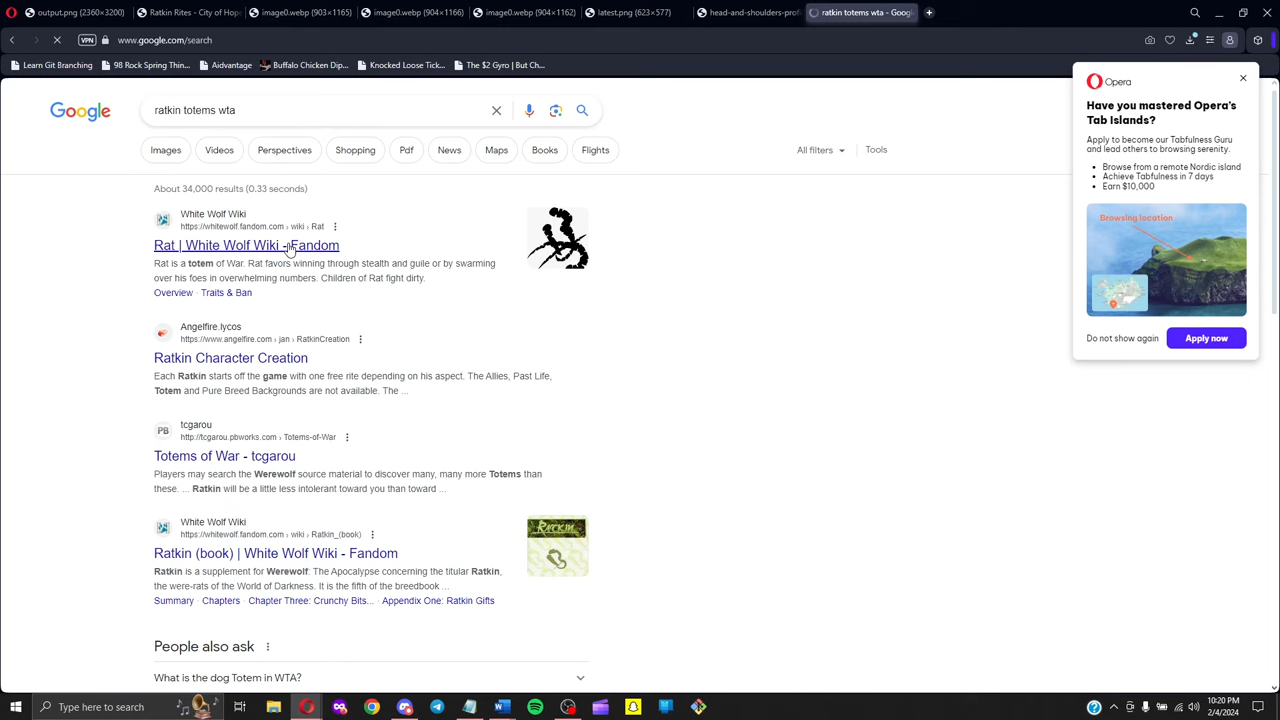 output.png (2360×3200)
Ratkin Rites - City of Hop
image0.webp (903×1165)
image0.webp (904×1166)
image0.webp (904×1162)
latest.png (623×577)
head-and-shoulders-prof
ratkin totems wta - Goog
VPN
www.google.com/search
Learn Git Branching
98 Rock Spring Thin...
Aidvantage
Buffalo Chicken Dip...
Knocked Loose Tick...
The $2 Gyro | But Ch...
Google
ratkin totems wta
Images
Videos
Perspectives
Shopping
Pdf
News
Maps
Books
Flights
All filters
Tools
About 34,000 results (0.33 seconds)
White Wolf Wiki
https://whitewolf.fandom.com › wiki › Rat
Rat | White Wolf Wiki - Fandom
Rat is a totem of War. Rat favors winning through stealth and guile or by swarming
over his foes in overwhelming numbers. Children of Rat fight dirty.
Overview · Traits & Ban
Angelfire.lycos
https://www.angelfire.com › jan › RatkinCreation
Ratkin Character Creation
Each Ratkin starts off the game with one free rite depending on his aspect. The Allies, Past Life,
Totem and Pure Breed Backgrounds are not available. The ...
PB
tcgarou
http://tcgarou.pbworks.com › Totems-of-War
Totems of War - tcgarou
Players may search the Werewolf source material to discover many, many more Totems than
these. ... Ratkin will be a little less intolerant toward you than toward ...
White Wolf Wiki
https://whitewolf.fandom.com › wiki › Ratkin_(book)
Ratkin (book) | White Wolf Wiki - Fandom
RATKIN
Ratkin is a supplement for Werewolf: The Apocalypse concerning the titular Ratkin,
the were-rats of the World of Darkness. It is the fifth of the breedbook ...
Summary · Chapters · Chapter Three: Crunchy Bits... · Appendix One: Ratkin Gifts
People also ask
What is the dog Totem in WTA?
Opera
Have you mastered Opera's
Tab Islands?
Apply to become our Tabfulness Guru
and lead others to browsing serenity.
• Browse from a remote Nordic island
• Achieve Tabfulness in 7 days
• Earn $10,000
Browsing location
Do not show again
Apply now
Type here to search
10:20 PM
2/4/2024